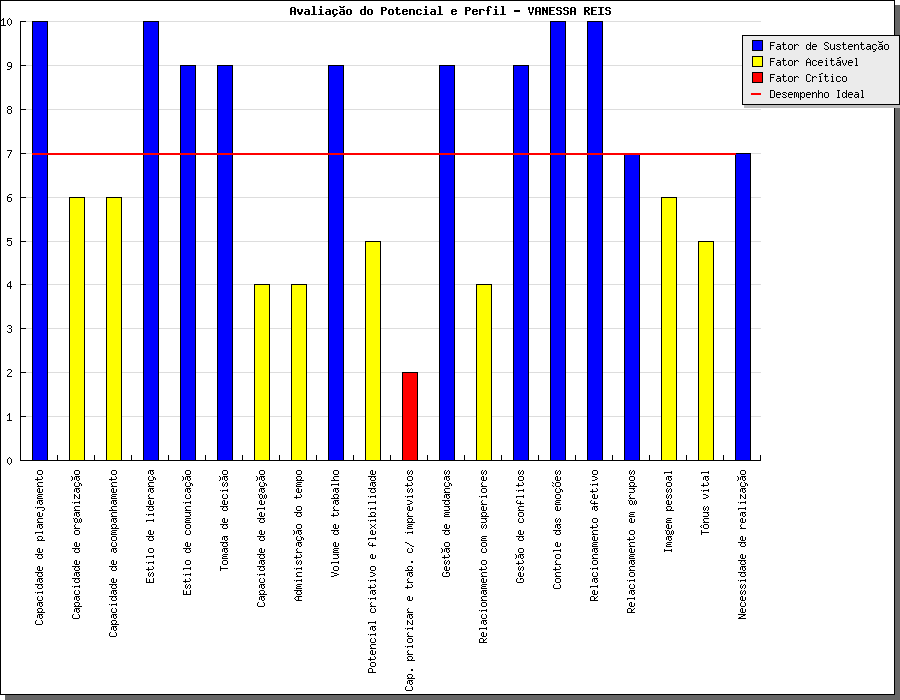 Avaliação do Potencial e Perfil - VANESSA REIS
Fator de Sustentação
Fator Aceitável
Fator Crítico
Desempenho Ideal
10
9
8
7
6
5
4
3
2
1
0
Capacidade de planejamento
Capacidade de organização
Capacidade de acompanhamento
Estilo de liderança
Estilo de comunicação
Tomada de decisão
Capacidade de delegação
Administração do tempo
Volume de trabalho
Potencial criativo e flexibilidade
Cap. priorizar e trab. c/ imprevistos
Gestão de mudanças
Relacionamento com superiores
Gestão de conflitos
Controle das emoções
Relacionamento afetivo
Relacionamento em grupos
Imagem pessoal
Tônus vital
Necessidade de realização